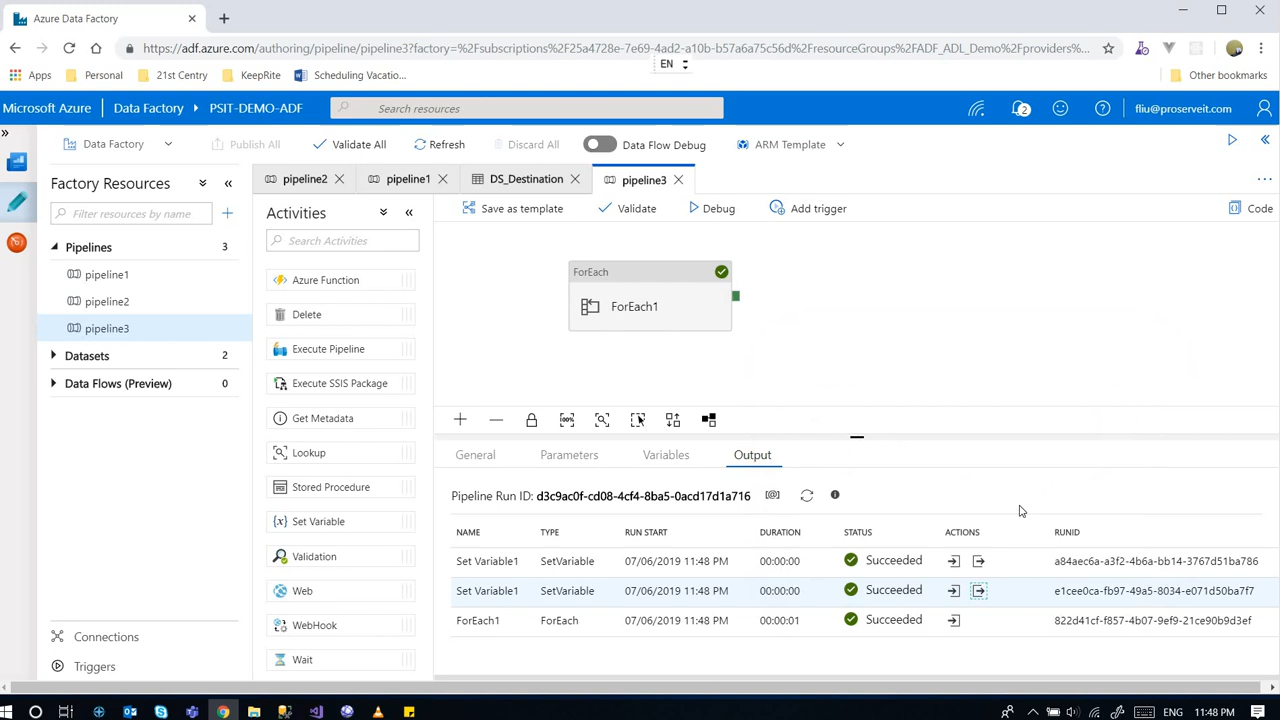 Azure Data Factory
https://adf.azure.com/authoring/pipeline/pipeline3?factory=%2Fsubscriptions%2F25a4728e-7e69-4ad2-a10b-b57a6a75c56d%2FresourceGroups%2FADF_ADL_Demo%2Fproviders%...
Apps Personal 21st Centry KeepRite Scheduling Vacatio... Other bookmarks
EN
Microsoft Azure Data Factory > PSIT-DEMO-ADF Search resources 2 fliu@proserveit.com
Data Factory Publish All Validate All Refresh Discard All Data Flow Debug ARM Template
Factory Resources
Filter resources by name
Pipelines 3
pipeline1
pipeline2
pipeline3
Datasets 2
Data Flows (Preview) 0
Connections
Triggers
pipeline2 pipeline1 DS_Destination pipeline3
Activities
Search Activities
Azure Function
Delete
Execute Pipeline
Execute SSIS Package
Get Metadata
Lookup
Stored Procedure
Set Variable
Validation
Web
WebHook
Wait
Save as template Validate Debug Add trigger Code
ForEach
ForEach1
100%
General Parameters Variables Output
Pipeline Run ID: d3c9ac0f-cd08-4cf4-8ba5-0acd17d1a716
NAME TYPE RUN START DURATION STATUS ACTIONS RUNID
Set Variable1 SetVariable 07/06/2019 11:48 PM 00:00:00 Succeeded a84aec6a-a3f2-4b6a-bb14-3767d51ba786
Set Variable1 SetVariable 07/06/2019 11:48 PM 00:00:00 Succeeded e1cee0ca-fb97-49a5-8034-e071d50ba7f7
ForEach1 ForEach 07/06/2019 11:48 PM 00:00:01 Succeeded 822d41cf-f857-4b07-9ef9-21ce90b9d3ef
ENG 11:48 PM